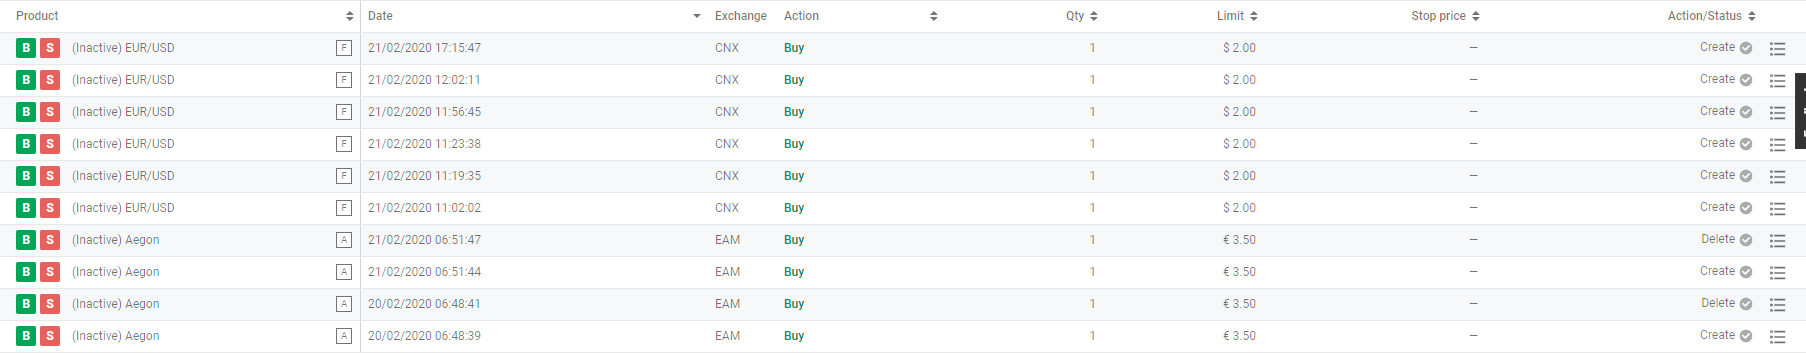 Product Date Exchange Action Qty Limit Stop price Action/Status
B S (Inactive) EUR/USD F 21/02/2020 17:15:47 CNX Buy 1 $ 2.00 — Create
B S (Inactive) EUR/USD F 21/02/2020 12:02:11 CNX Buy 1 $ 2.00 — Create
B S (Inactive) EUR/USD F 21/02/2020 11:56:45 CNX Buy 1 $ 2.00 — Create
B S (Inactive) EUR/USD F 21/02/2020 11:23:38 CNX Buy 1 $ 2.00 — Create
B S (Inactive) EUR/USD F 21/02/2020 11:19:35 CNX Buy 1 $ 2.00 — Create
B S (Inactive) EUR/USD F 21/02/2020 11:02:02 CNX Buy 1 $ 2.00 — Create
B S (Inactive) Aegon A 21/02/2020 06:51:47 EAM Buy 1 € 3.50 — Delete
B S (Inactive) Aegon A 21/02/2020 06:51:44 EAM Buy 1 € 3.50 — Create
B S (Inactive) Aegon A 20/02/2020 06:48:41 EAM Buy 1 € 3.50 — Delete
B S (Inactive) Aegon A 20/02/2020 06:48:39 EAM Buy 1 € 3.50 — Create